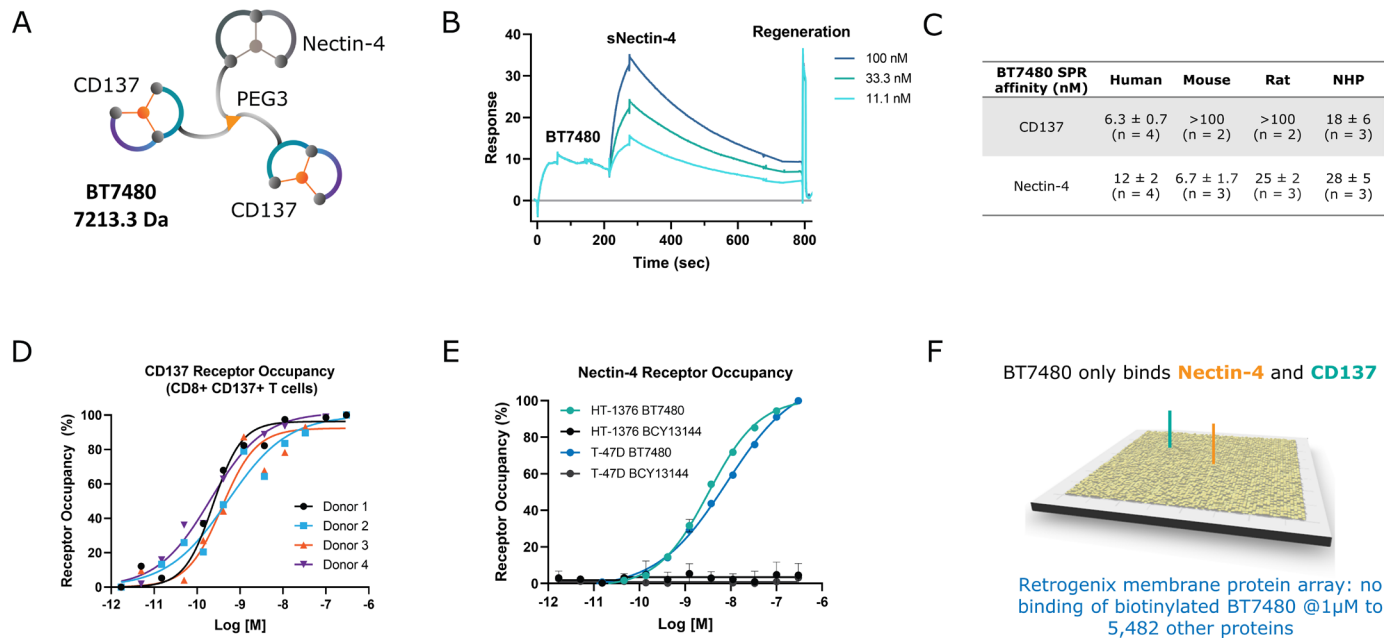 A
Nectin-4
CD137
PEG3
CD137
BT7480
7213.3 Da
B
sNectin-4
Regeneration
BT7480
100 nM
33.3 nM
11.1 nM
Response
40
30
20
10
0
0
200
400
600
800
Time (sec)
C
BT7480 SPR affinity (nM) Human Mouse Rat NHP
CD137 6.3 ± 0.7 (n = 4) >100 (n = 2) >100 (n = 2) 18 ± 6 (n = 3)
Nectin-4 12 ± 2 (n = 4) 6.7 ± 1.7 (n = 3) 25 ± 2 (n = 3) 28 ± 5 (n = 3)
D
CD137 Receptor Occupancy
(CD8+ CD137+ T cells)
Receptor Occupancy (%)
100
80
60
40
20
0
Donor 1
Donor 2
Donor 3
Donor 4
-12
-11
-10
-9
-8
-7
-6
Log [M]
E
Nectin-4 Receptor Occupancy
Receptor Occupancy (%)
100
80
60
40
20
0
HT-1376 BT7480
HT-1376 BCY13144
T-47D BT7480
T-47D BCY13144
-12
-11
-10
-9
-8
-7
-6
Log [M]
F
BT7480 only binds Nectin-4 and CD137
Retrogenix membrane protein array: no
binding of biotinylated BT7480 @1µM to
5,482 other proteins